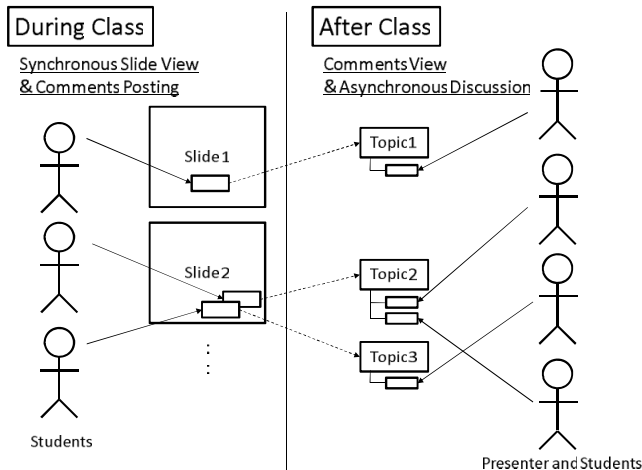 During Class
Synchronous Slide View
& Comments Posting
Slide1
Slide2
Students
After Class
Comments View
& Asynchronous Discussion
Topic1
Topic2
Topic3
Presenter and Students